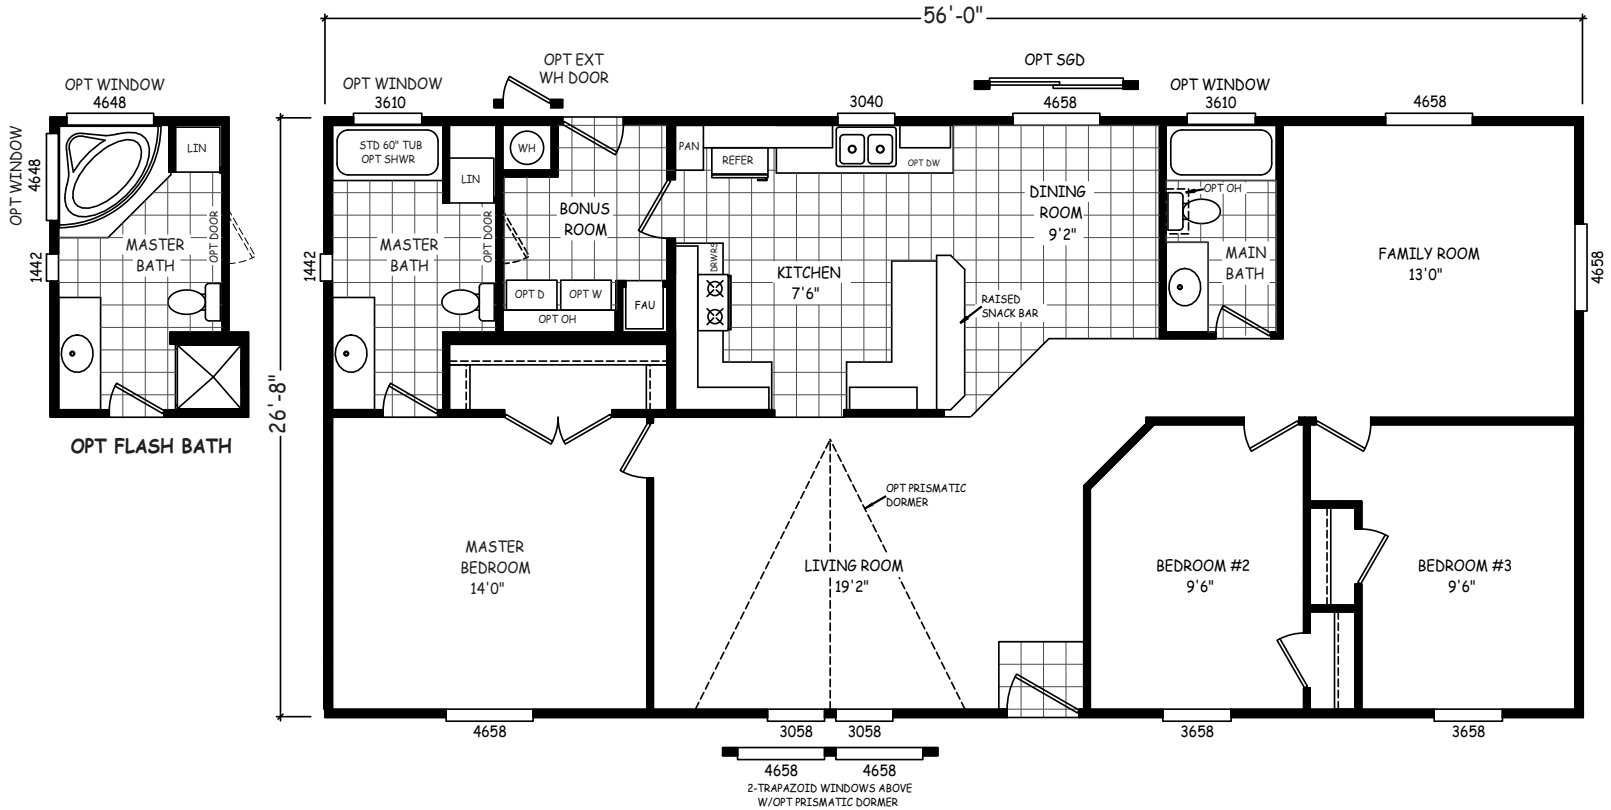 56'-0"
OPT EXT
WH DOOR
OPT SGD
OPT WINDOW
4648
OPT WINDOW
3610
3040
4658
OPT WINDOW
3610
4658
OPT WINDOW
4648
LIN
STD 60" TUB
OPT SHWR
LIN
WH
PAN
REFER
OPT DW
OPT OH
DINING
ROOM
9'2"
BONUS
ROOM
OPT DOOR
MASTER
BATH
1442
OPT DOOR
MASTER
BATH
1442
DRWRS
KITCHEN
7'6"
MAIN
BATH
FAMILY ROOM
13'0"
4658
OPT D
OPT W
OPT OH
FAU
RAISED
SNACK BAR
26'-8"
OPT FLASH BATH
OPT PRISMATIC
DORMER
MASTER
BEDROOM
14'0"
LIVING ROOM
19'2"
BEDROOM #2
9'6"
BEDROOM #3
9'6"
4658
3058
3058
3658
3658
4658
4658
2-TRAPAZOID WINDOWS ABOVE
W/OPT PRISMATIC DORMER